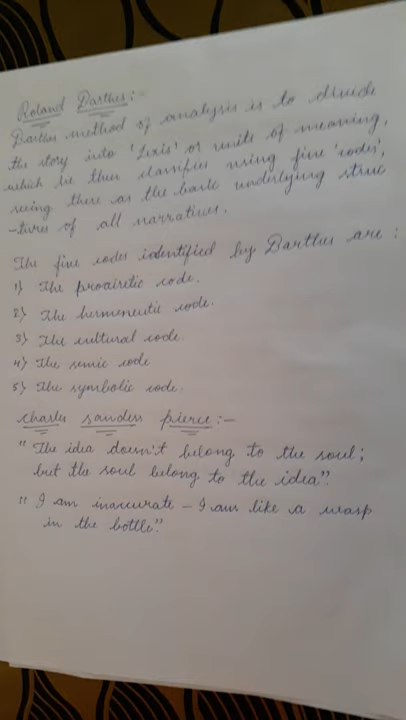 Roland Barthes:-
Barthes method of analysis is to divide
the story into 'Lexis' or units of meaning,
which he then classifies using five 'codes',
seeing these as the basic underlying struc
-tures of all narratives.
The five codes identified by Barthes are :
1) The proairetic code.
2) The hermeneutic code.
3) The cultural code.
4) The semic code
5) The symbolic code.
Charles sanders pierce :-
"The idea doesn't belong to the soul;
but the soul belong to the idea".
"I am inaccurate - I am like a wasp
in the bottle".